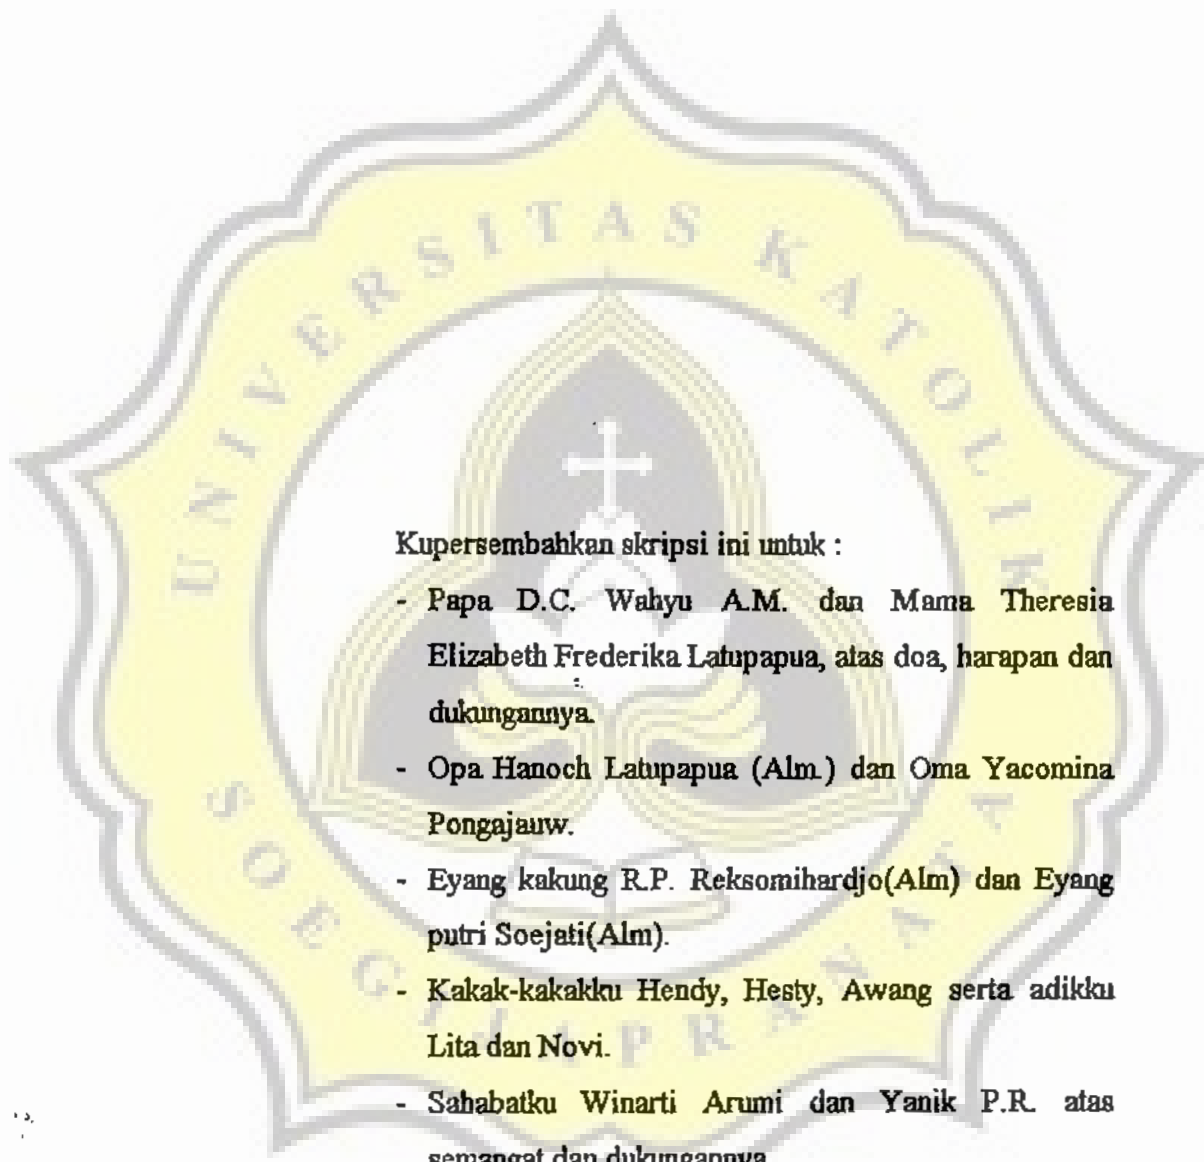 UNIVERSITAS KATOLIK
SOEGIJAPRANATA
Kupersembahkan skripsi ini untuk :
- Papa D.C. Wahyu A.M. dan Mama Theresia
Elizabeth Frederika Latupapua, atas doa, harapan dan
dukungannya.
- Opa Hanoch Latupapua (Alm.) dan Oma Yacomina
Pongajauw.
- Eyang kakung R.P. Reksomihardjo(Alm) dan Eyang
putri Soejati(Alm).
- Kakak-kakakku Hendy, Hesty, Awang serta adikku
Lita dan Novi.
- Sahabatku Winarti Arumi dan Yanik P.R. atas
semangat dan dukungannya